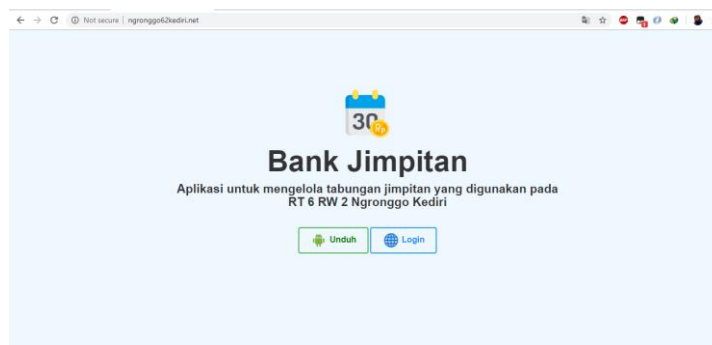 Not secure | ngronggo62kediri.net
30
Rp
Bank Jimpitan
Aplikasi untuk mengelola tabungan jimpitan yang digunakan pada
RT 6 RW 2 Ngronggo Kediri
Unduh
Login